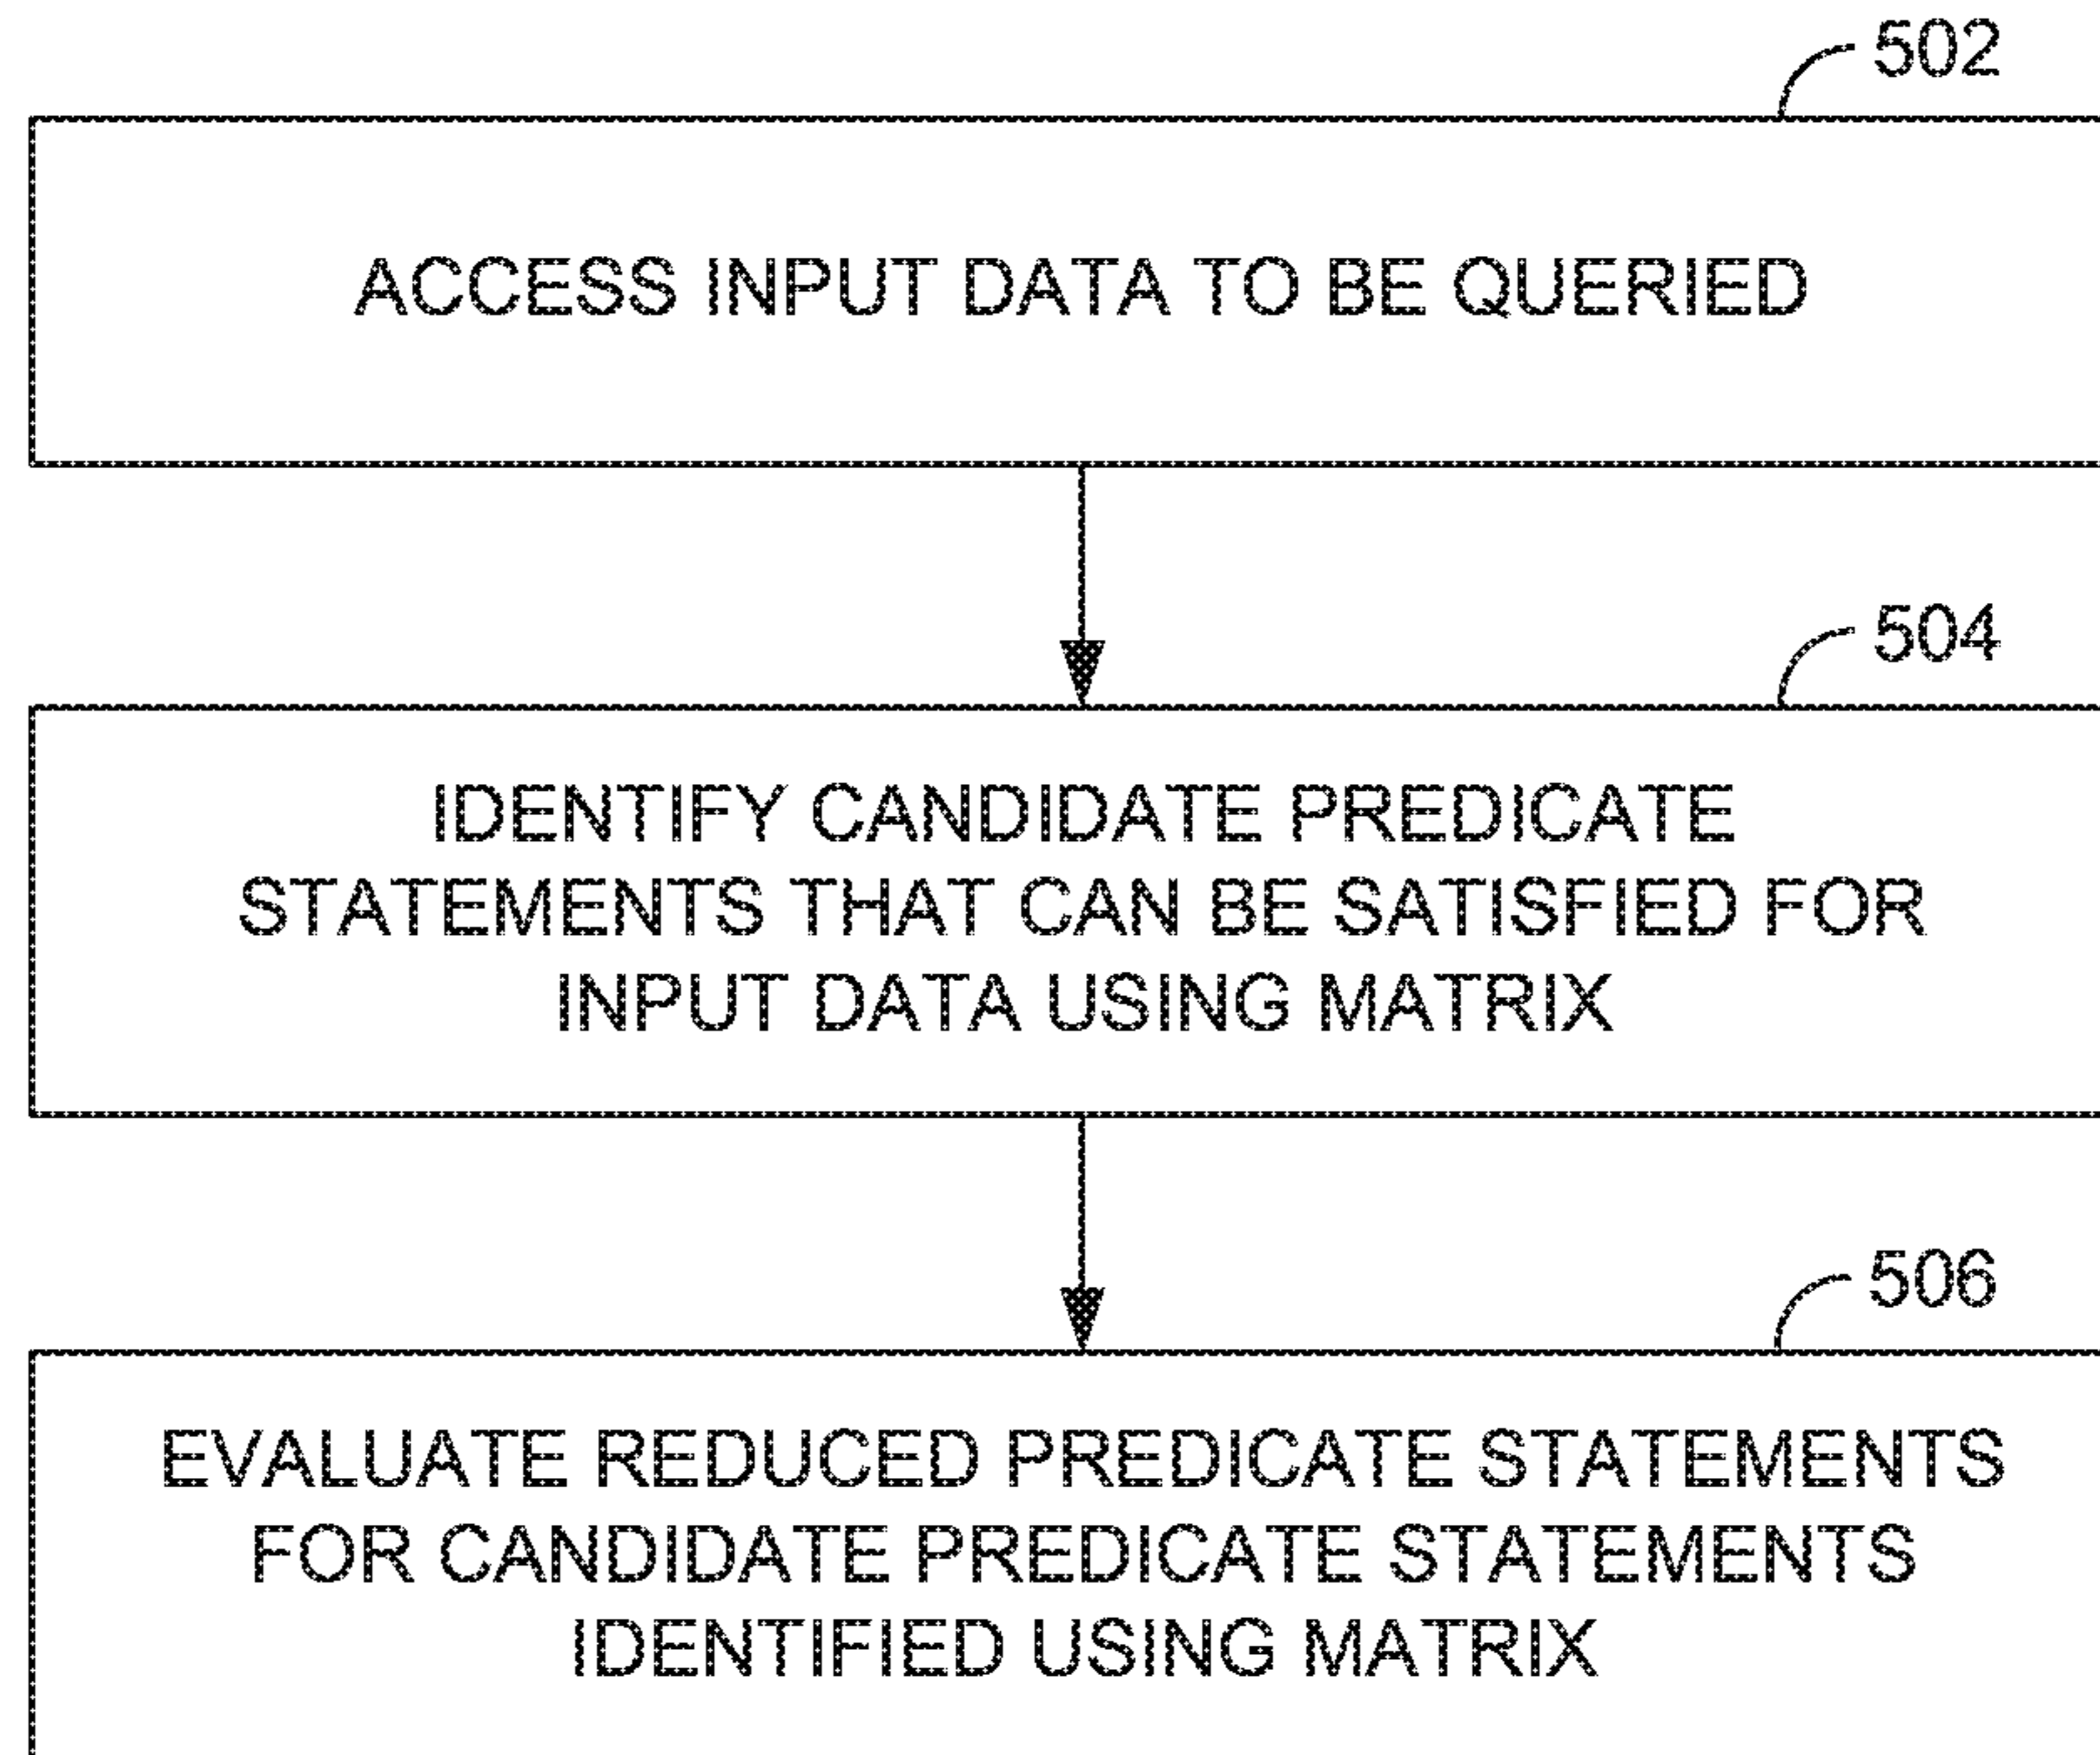 502
ACCESS INPUT DATA TO BE QUERIED
504
IDENTIFY CANDIDATE PREDICATE
STATEMENTS THAT CAN BE SATISFIED FOR
INPUT DATA USING MATRIX
506
EVALUATE REDUCED PREDICATE STATEMENTS
FOR CANDIDATE PREDICATE STATEMENTS
IDENTIFIED USING MATRIX